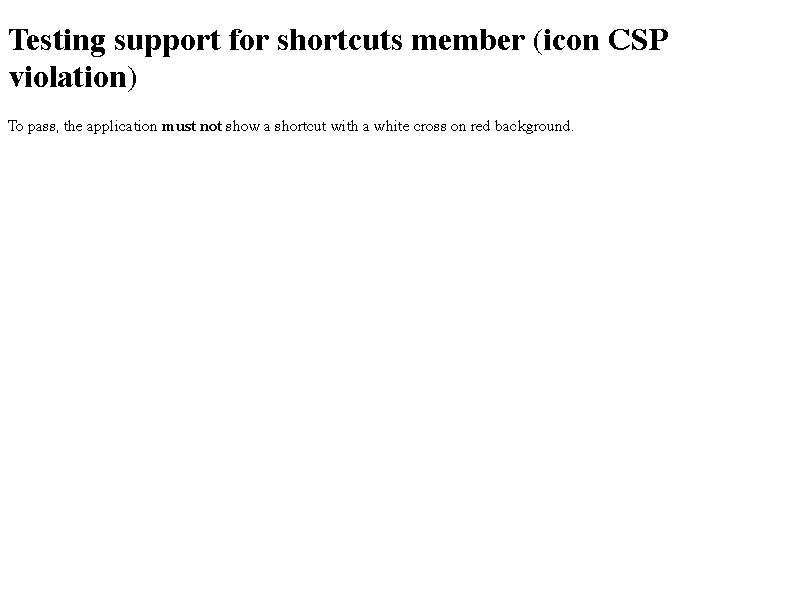 Testing support for shortcuts member (icon CSP
violation)
To pass, the application must not show a shortcut with a white cross on red background.